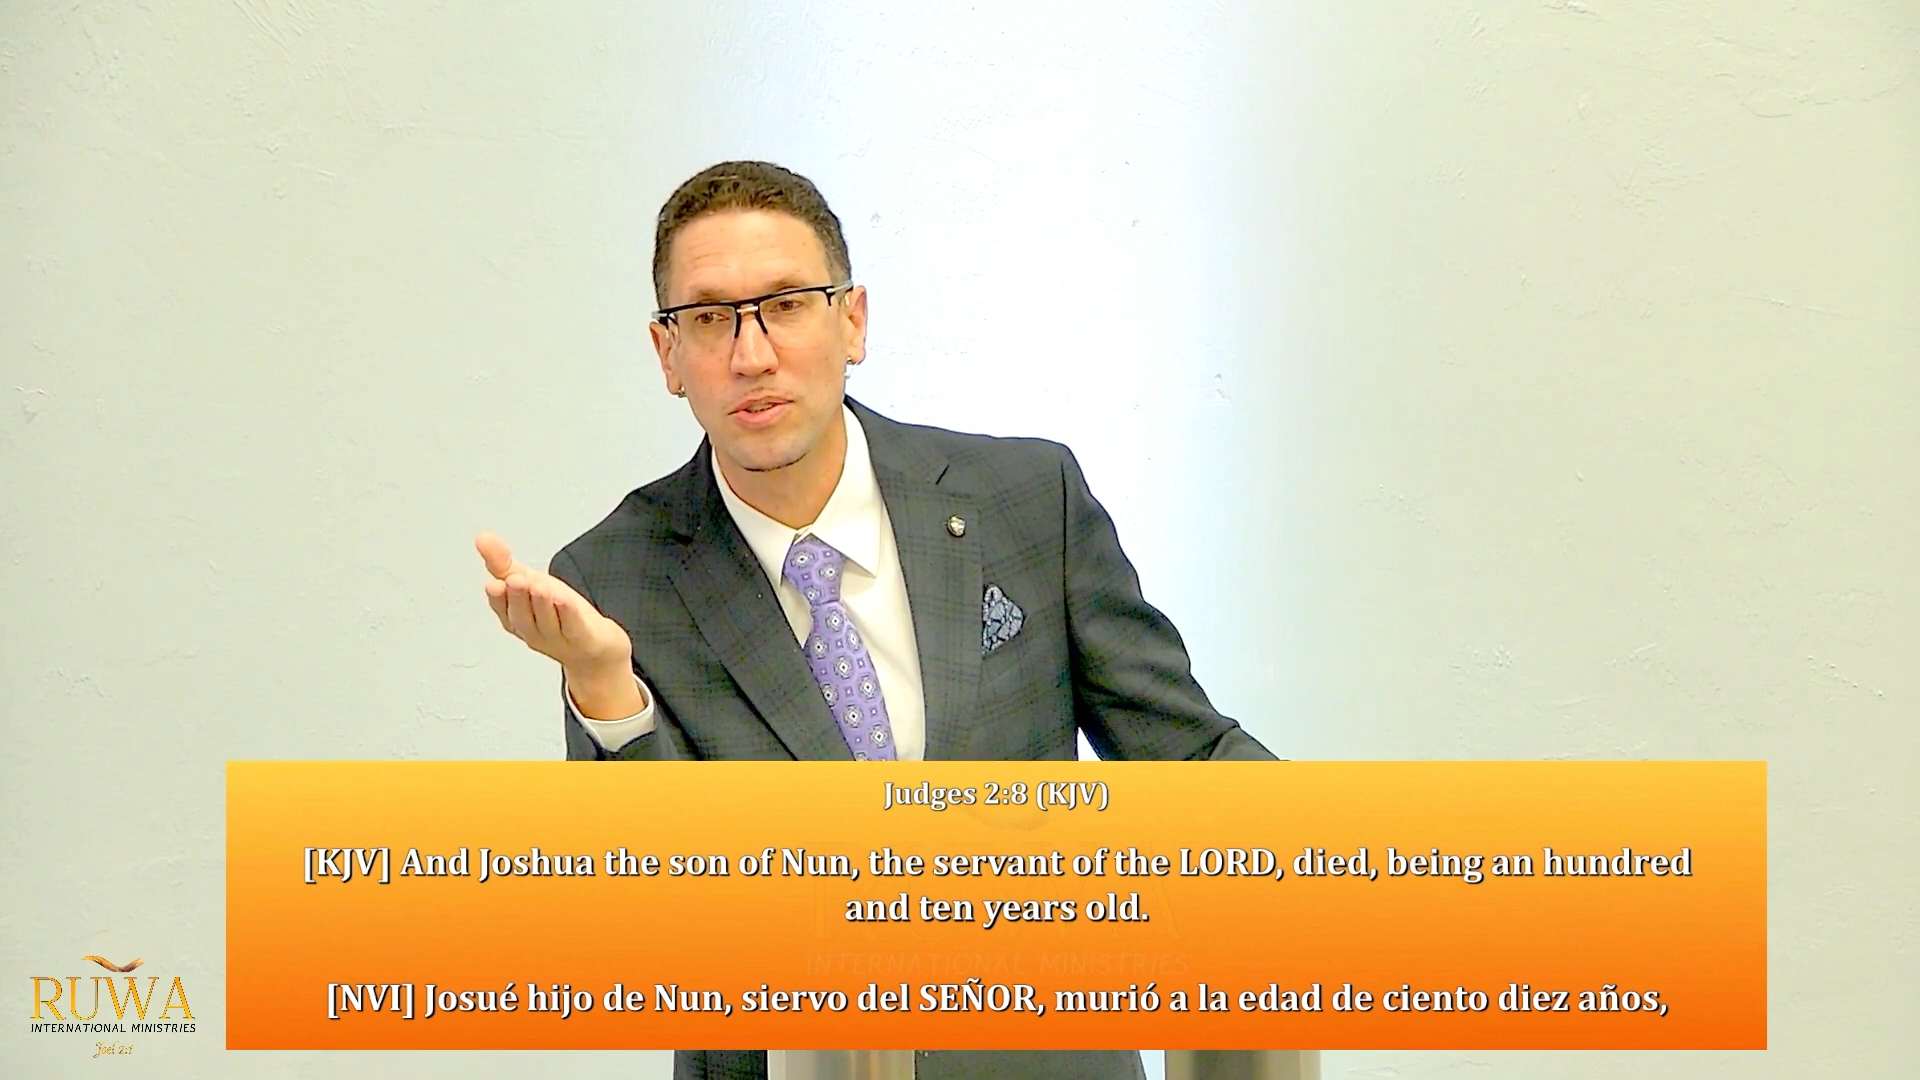 Judges 2:8 (KJV)
[KJV] And Joshua the son of Nun, the servant of the LORD, died, being an hundred
and ten years old.
[NVI] Josué hijo de Nun, siervo del SEÑOR, murió a la edad de ciento diez años,
RUWA
INTERNATIONAL MINISTRIES
INTERNATIONAL MINISTRIES